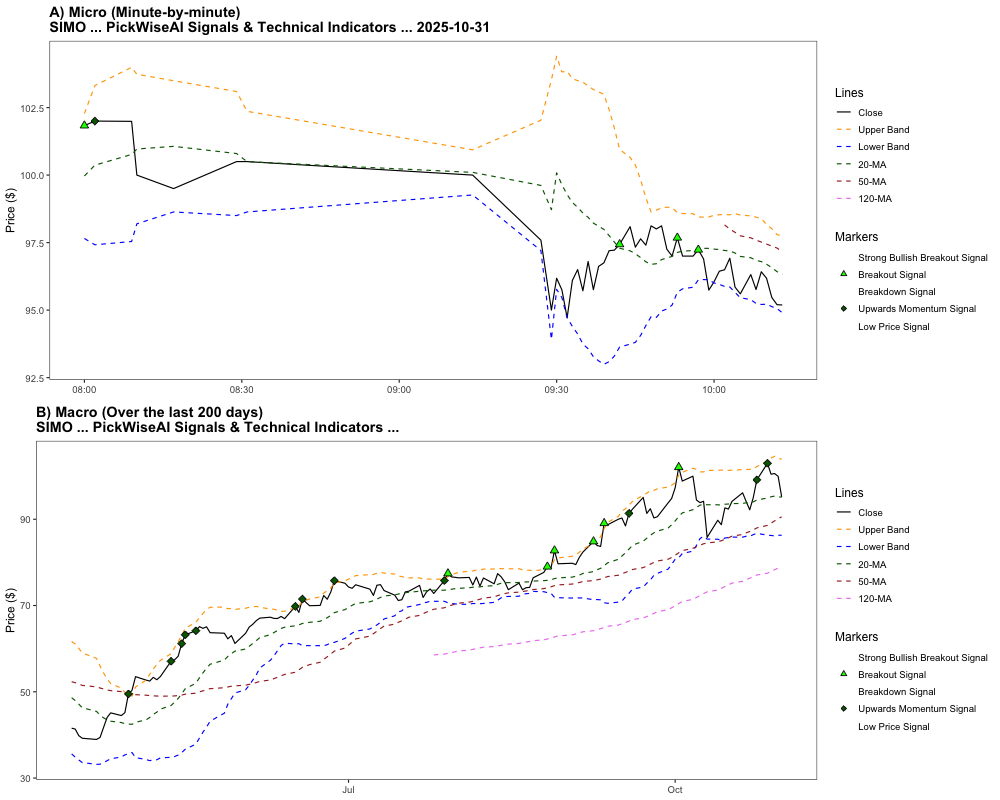 A) Micro (Minute-by-minute)
SIMO ... PickWiseAI Signals & Technical Indicators ... 2025-10-31
Price ($)
102.5
100.0
97.5
95.0
92.5
08:00
08:30
09:00
09:30
10:00
Lines
Close
Upper Band
Lower Band
20-MA
50-MA
120-MA
Markers
Strong Bullish Breakout Signal
Breakout Signal
Breakdown Signal
Upwards Momentum Signal
Low Price Signal
B) Macro (Over the last 200 days)
SIMO ... PickWiseAI Signals & Technical Indicators ...
Price ($)
90
70
50
30
Jul
Oct
Lines
Close
Upper Band
Lower Band
20-MA
50-MA
120-MA
Markers
Strong Bullish Breakout Signal
Breakout Signal
Breakdown Signal
Upwards Momentum Signal
Low Price Signal